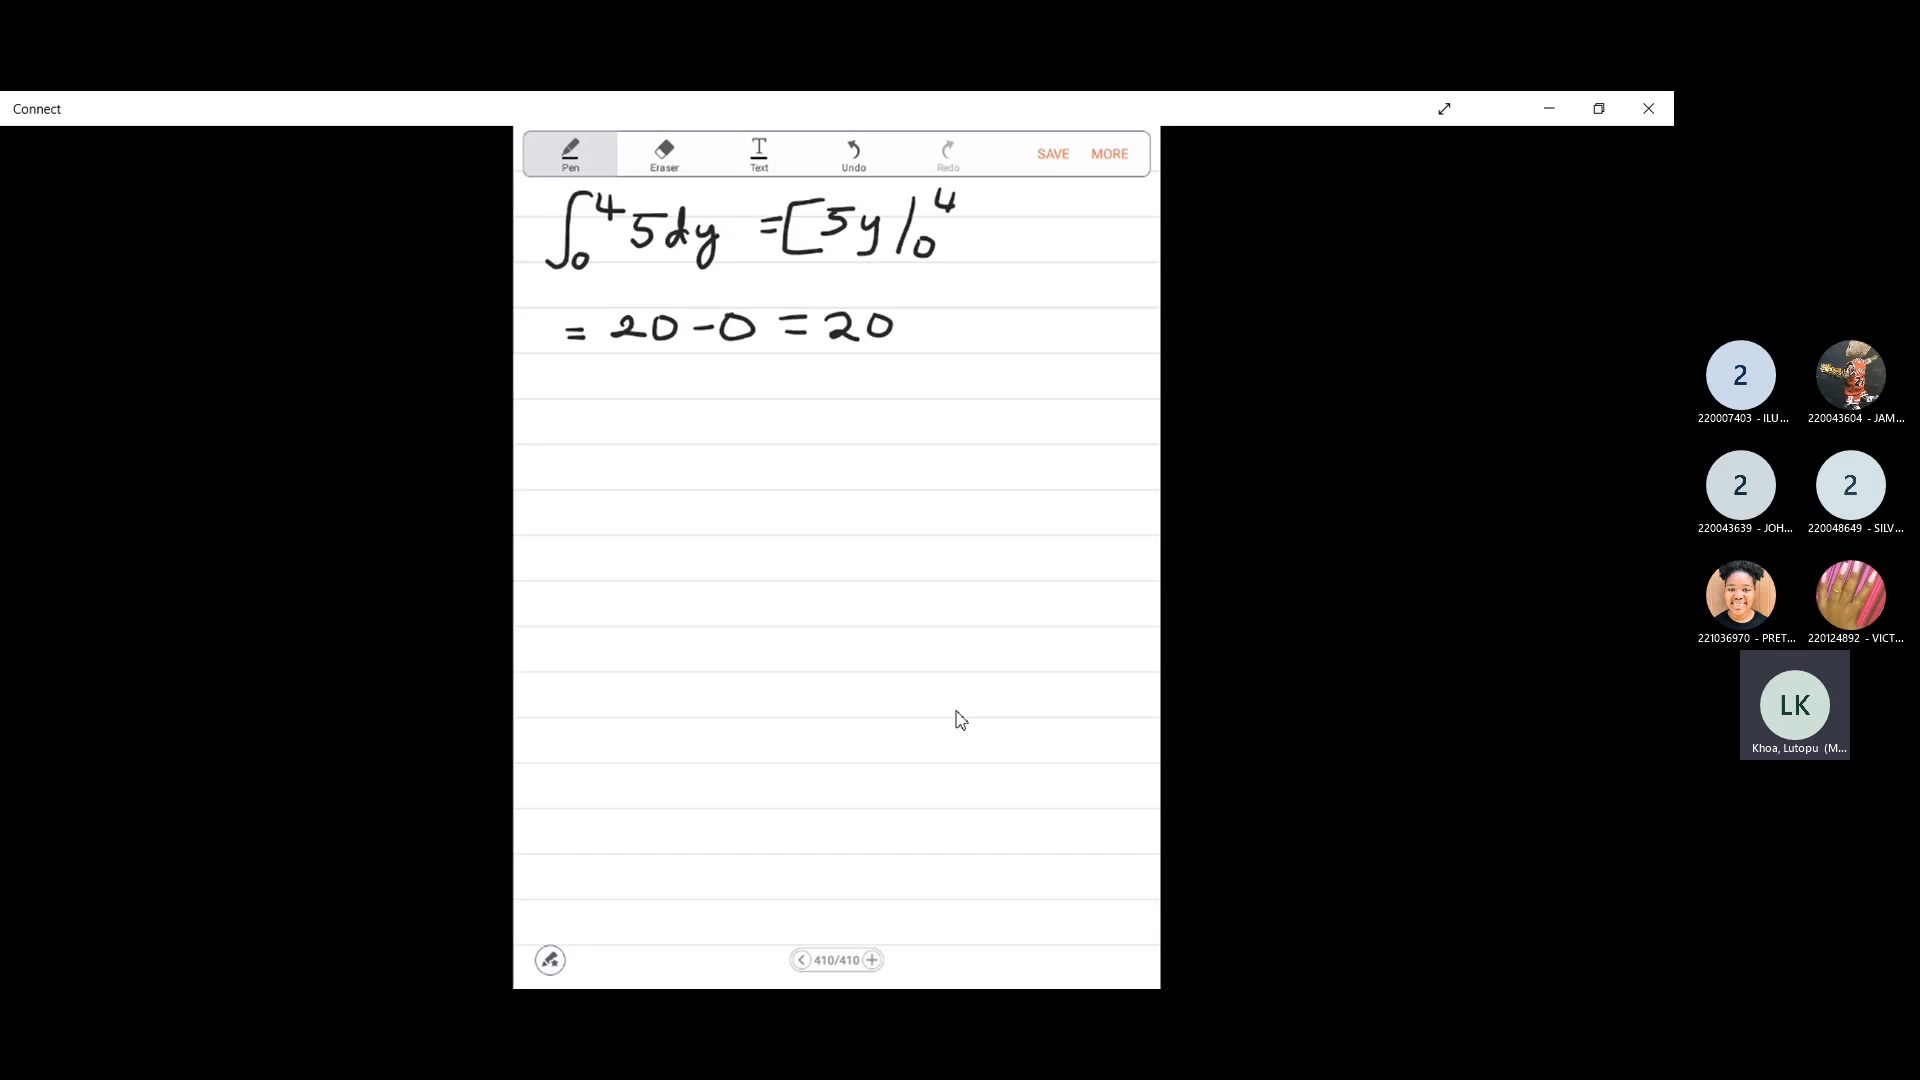 Connect
Pen
Eraser
Text
Undo
Redo
SAVE
MORE
∫₀⁴ 5dy = [5y|₀⁴
= 20 - 0 = 20
410/410
2
220007403 - ILU...
220043604 - JAM...
2
220043639 - JOH...
2
220048649 - SILV...
221036970 - PRET...
220124892 - VICT...
LK
Khoa, Lutopu (M...